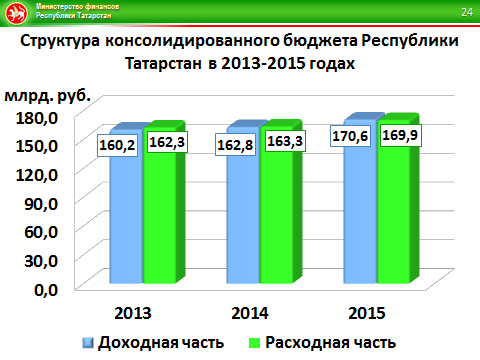 Министерство финансов
Республики Татарстан
24
Структура консолидированного бюджета Республики
Татарстан в 2013-2015 годах
млрд. руб.
180,0
150,0
120,0
90,0
60,0
30,0
0,0
160,2
162,3
162,8
163,3
170,6
169,9
2013
2014
2015
Доходная часть
Расходная часть